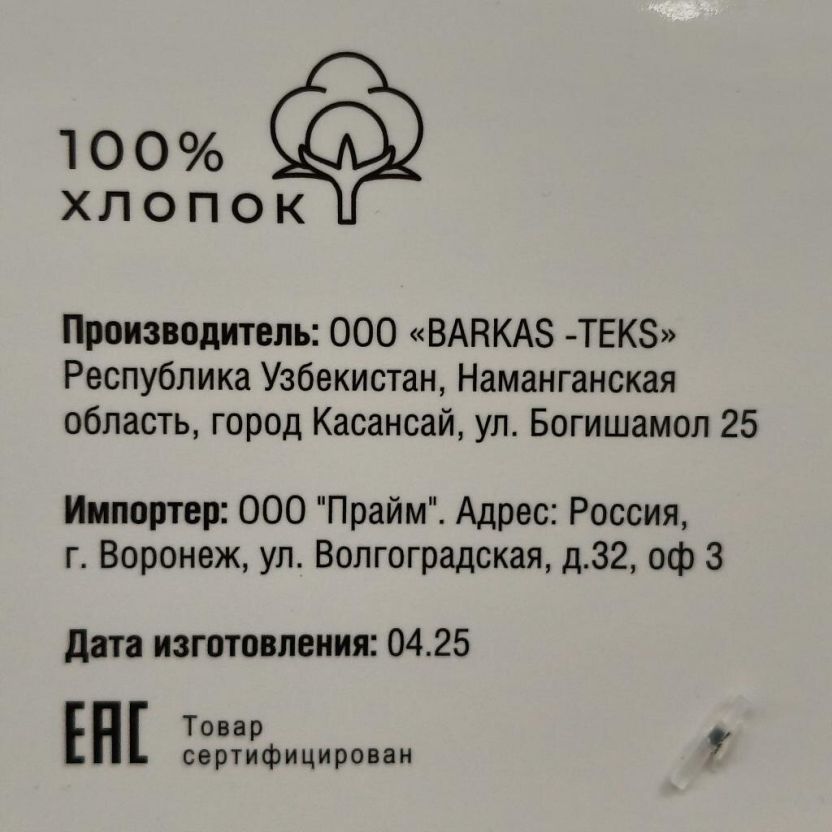 100%
ХЛОПОК
Производитель: ООО «BARKAS -TEKS»
Республика Узбекистан, Наманганская
область, город Касансай, ул. Богишамол 25
Импортер: ООО "Прайм". Адрес: Россия,
г. Воронеж, ул. Волгоградская, д.32, оф 3
Дата изготовления: 04.25
EAC Товар
сертифицирован